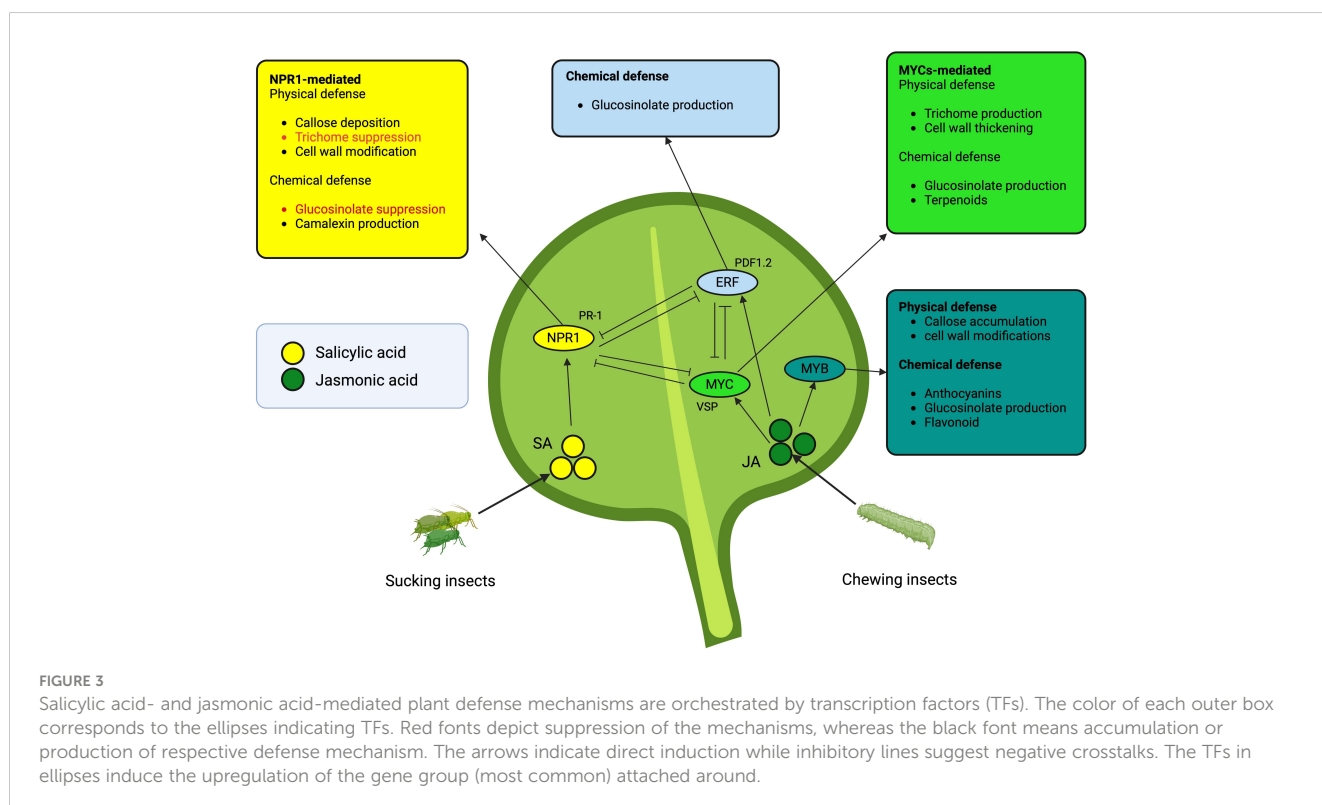 NPR1-mediated
Physical defense
• Callose deposition
• Trichome suppression
• Cell wall modification
Chemical defense
• Glucosinolate suppression
• Camalexin production
Chemical defense
• Glucosinolate production
MYCs-mediated
Physical defense
• Trichome production
• Cell wall thickening
Chemical defense
• Glucosinolate production
• Terpenoids
Physical defense
• Callose accumulation
• cell wall modifications
Chemical defense
• Anthocyanins
• Glucosinolate production
• Flavonoid
Salicylic acid
Jasmonic acid
PDF1.2
ERF
PR-1
NPR1
MYC
VSP
MYB
SA
JA
Sucking insects
Chewing insects
FIGURE 3
Salicylic acid- and jasmonic acid-mediated plant defense mechanisms are orchestrated by transcription factors (TFs). The color of each outer box
corresponds to the ellipses indicating TFs. Red fonts depict suppression of the mechanisms, whereas the black font means accumulation or
production of respective defense mechanism. The arrows indicate direct induction while inhibitory lines suggest negative crosstalks. The TFs in
ellipses induce the upregulation of the gene group (most common) attached around.